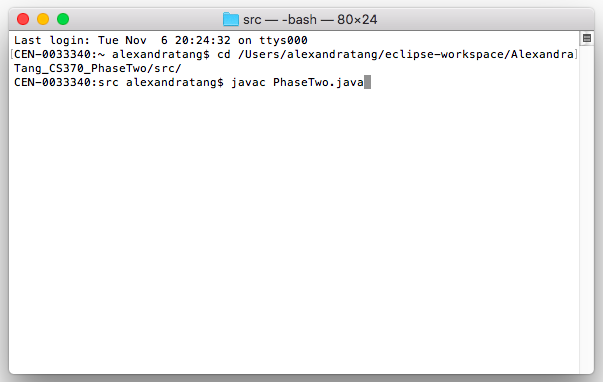 src — -bash — 80×24
Last login: Tue Nov  6 20:24:32 on ttys000
[CEN-0033340:~ alexandratang$ cd /Users/alexandratang/eclipse-workspace/Alexandra]
Tang_CS370_PhaseTwo/src/
CEN-0033340:src alexandratang$ javac PhaseTwo.java